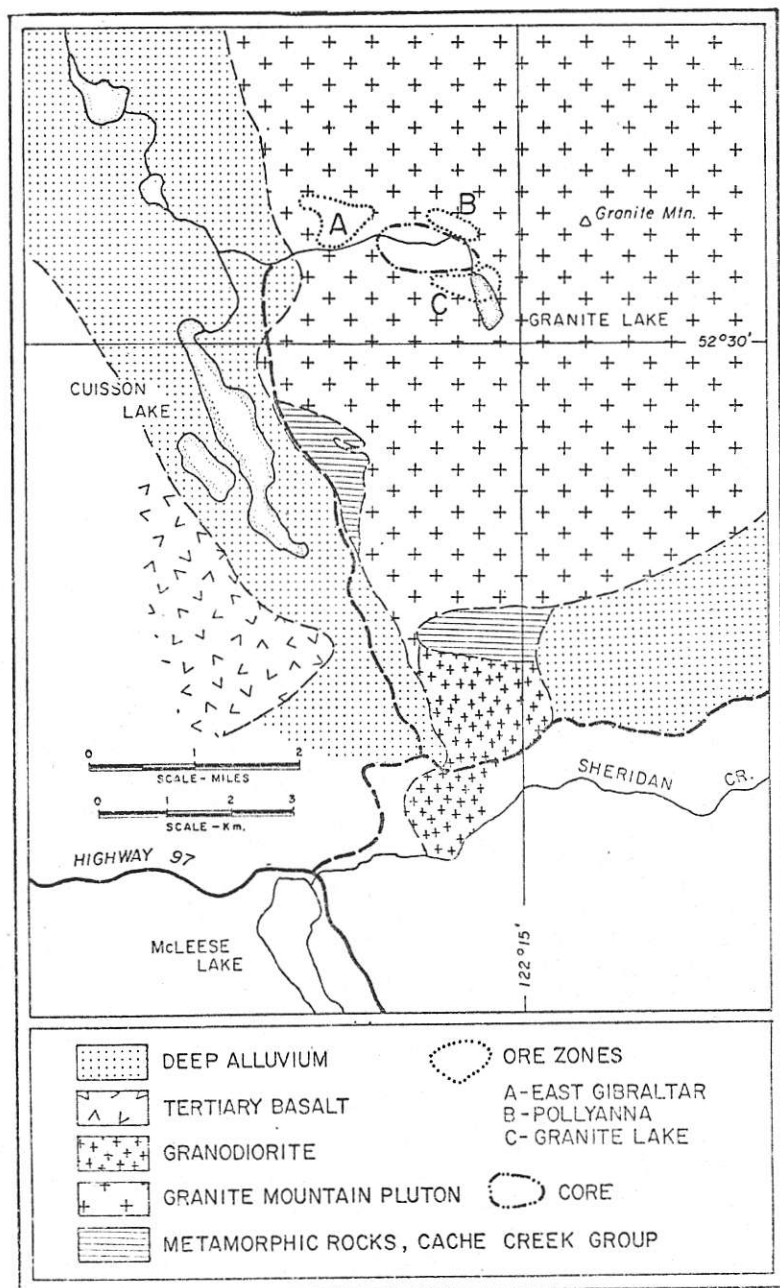 A
B
Granite Mtn.
C
GRANITE LAKE
52°30'
CUISSON
LAKE
0 1 2
SCALE-MILES
0 1 2 3
SCALE-Km.
SHERIDAN CR.
HIGHWAY 97
McLEESE
LAKE
122°15'
DEEP ALLUVIUM
TERTIARY BASALT
GRANODIORITE
GRANITE MOUNTAIN PLUTON
METAMORPHIC ROCKS, CACHE CREEK GROUP
ORE ZONES
A-EAST GIBRALTAR
B-POLLYANNA
C-GRANITE LAKE
CORE